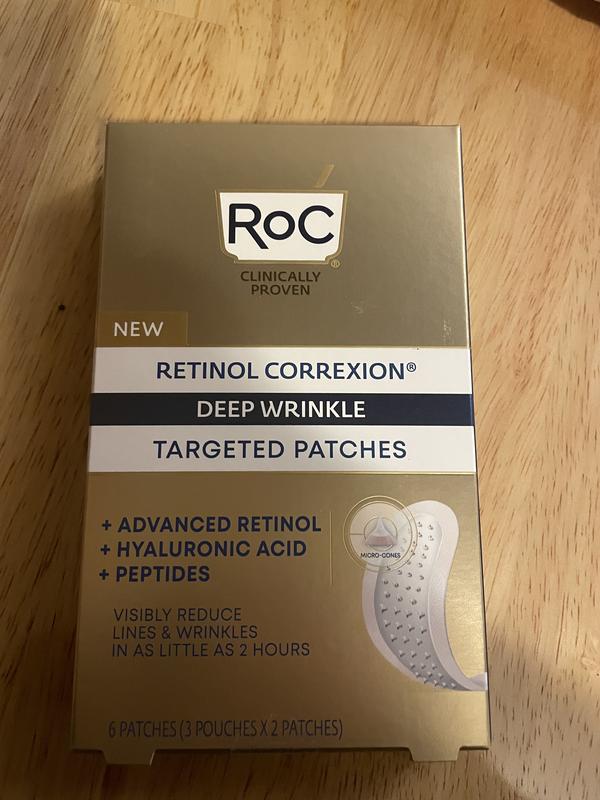 RoC®
CLINICALLY
PROVEN
NEW
RETINOL CORREXION®
DEEP WRINKLE
TARGETED PATCHES
+ ADVANCED RETINOL
+ HYALURONIC ACID
+ PEPTIDES
MICRO-CONES
VISIBLY REDUCE
LINES & WRINKLES
IN AS LITTLE AS 2 HOURS
6 PATCHES (3 POUCHES X 2 PATCHES)